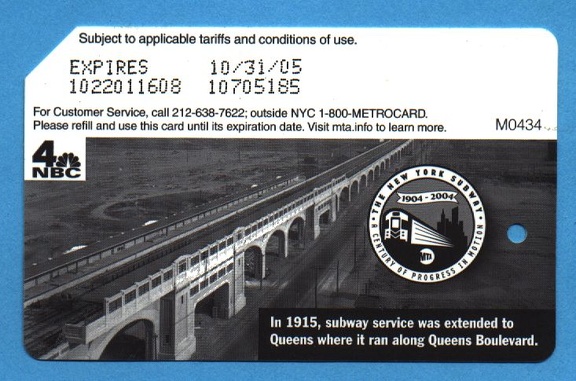 Subject to applicable tariffs and conditions of use.
EXPIRES 10/31/05
1022011608 10705185
For Customer Service, call 212-638-7622; outside NYC 1-800-METROCARD.
Please refill and use this card until its expiration date. Visit mta.info to learn more.
M0434
4
NBC
THE NEW YORK SUBWAY
1904 - 2004
MTA
A CENTURY OF PROGRESS IN MOTION
In 1915, subway service was extended to
Queens where it ran along Queens Boulevard.